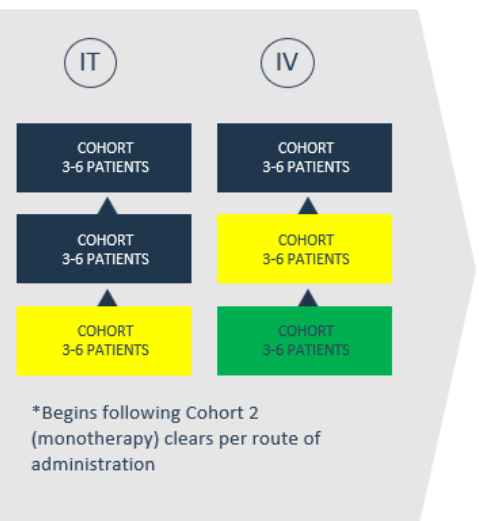 IT
IV
COHORT
3-6 PATIENTS
COHORT
3-6 PATIENTS
COHORT
3-6 PATIENTS
COHORT
3-6 PATIENTS
COHORT
3-6 PATIENTS
COHORT
3-6 PATIENTS
*Begins following Cohort 2
(monotherapy) clears per route of
administration